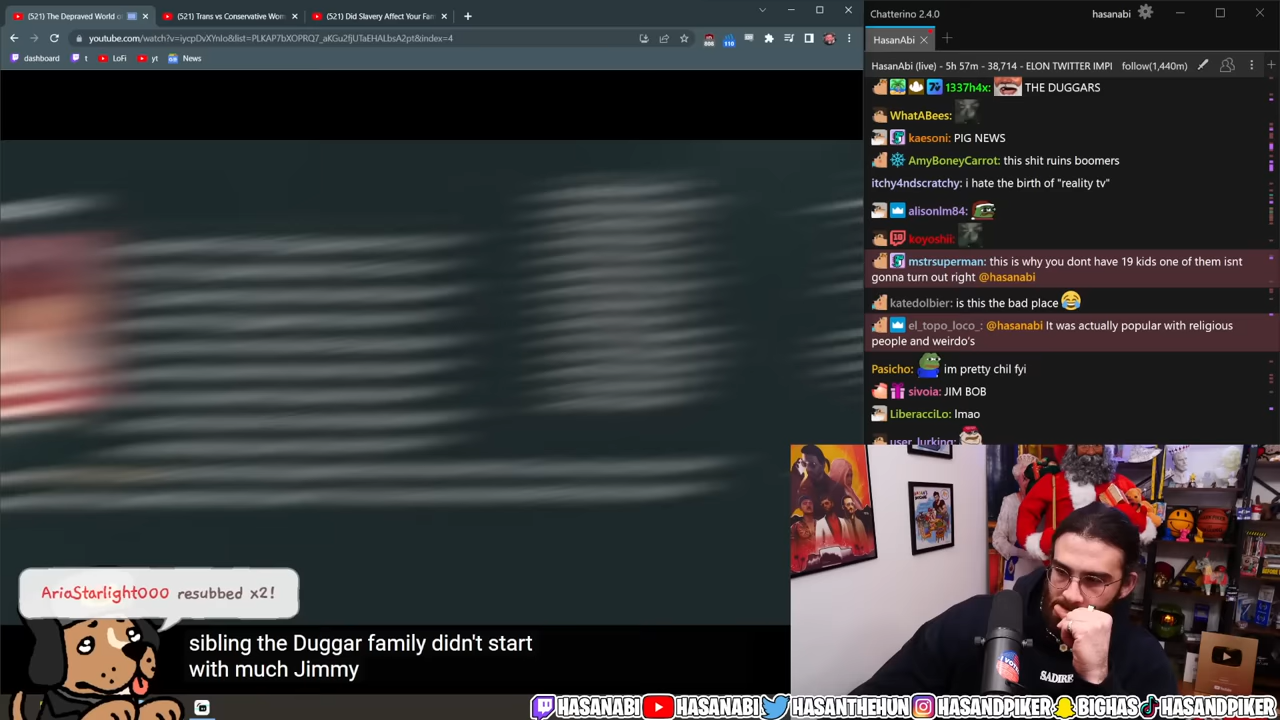 (521) The Depraved World o
(521) Trans vs Conservative Wom
(521) Did Slavery Affect Your Fam
youtube.com/watch?v=iycpDvXYnIo&list=PLKAP7bXOPRQ7_aKGu2fjUTaEHALbsA2pt&index=4
dashboard
t
LoFi
yt
News
Chatterino 2.4.0
hasanabi
HasanAbi
HasanAbi (live) - 5h 57m - 38,714 - ELON TWITTER IMPI
follow(1,440m)
1337h4x: THE DUGGARS
WhatABees:
kaesoni: PIG NEWS
AmyBoneyCarrot: this shit ruins boomers
itchy4ndscratchy: i hate the birth of "reality tv"
alisonlm84:
koyoshii:
mstrsuperman: this is why you dont have 19 kids one of them isnt
gonna turn out right @hasanabi
katedolbier: is this the bad place
el_topo_loco_: @hasanabi It was actually popular with religious
people and weirdo's
Pasicho: im pretty chil fyi
sivoia: JIM BOB
LiberacciLo: lmao
user_lurking:
AriaStarlight000 resubbed x2!
sibling the Duggar family didn't start
with much Jimmy
SADIRE
HASANABI
HASANABI
HASANTHEHUN
HASANDPIKER
BIGHAS
HASANDPIKER